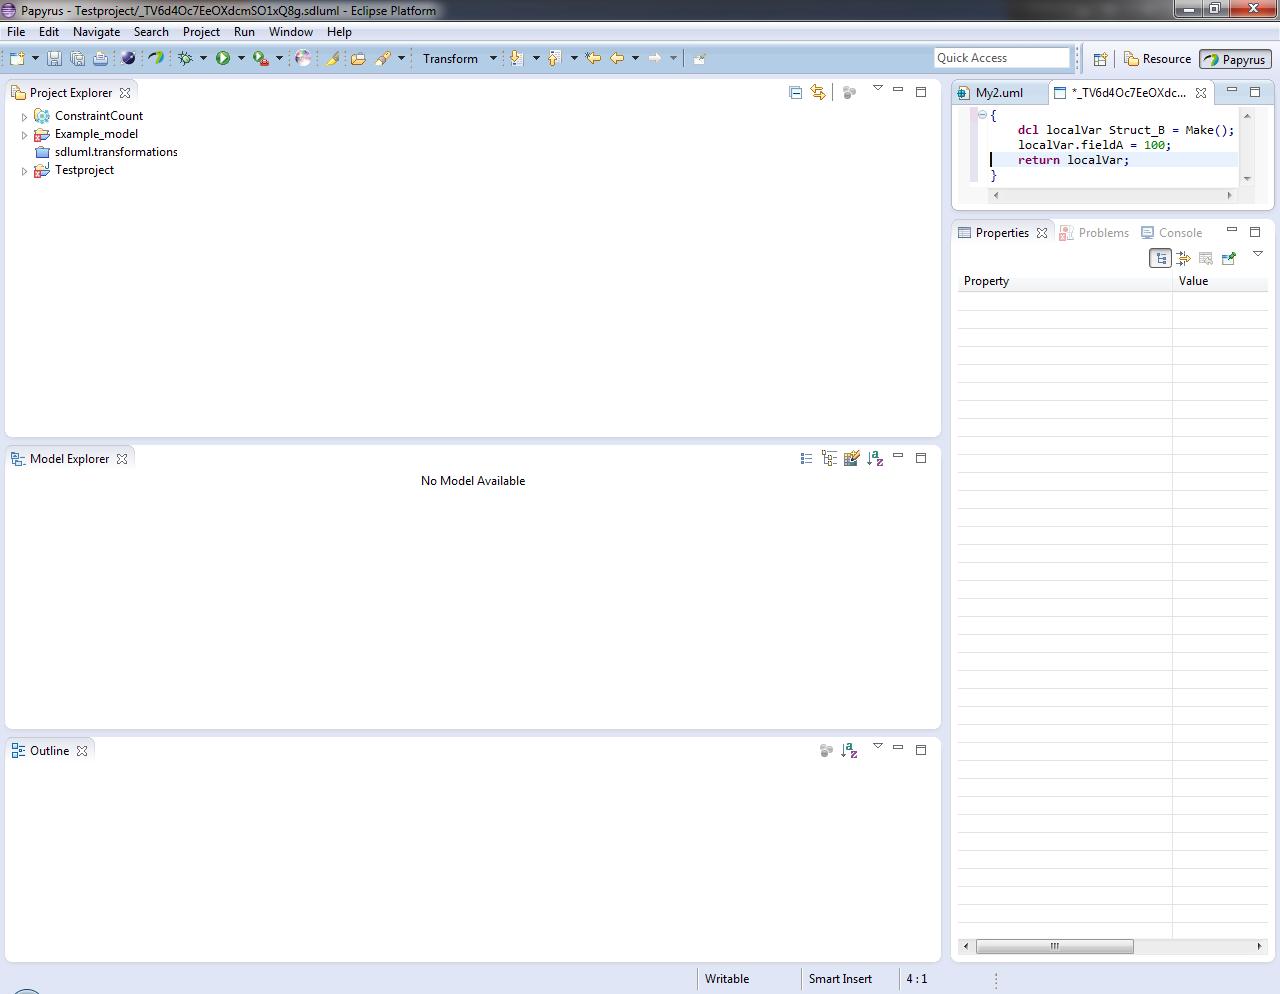 Papyrus - Testproject/_TV6d4Oc7EeOXdcmSO1xQ8g.sdluml - Eclipse Platform
File Edit Navigate Search Project Run Window Help
Transform Quick Access Resource Papyrus
Project Explorer
ConstraintCount
Example_model
sdluml.transformations
Testproject
My2.uml *_TV6d4Oc7EeOXdc...
{
dcl localVar Struct_B = Make();
localVar.fieldA = 100;
return localVar;
}
Properties Problems Console
Property Value
Model Explorer
No Model Available
Outline
Writable Smart Insert 4 : 1